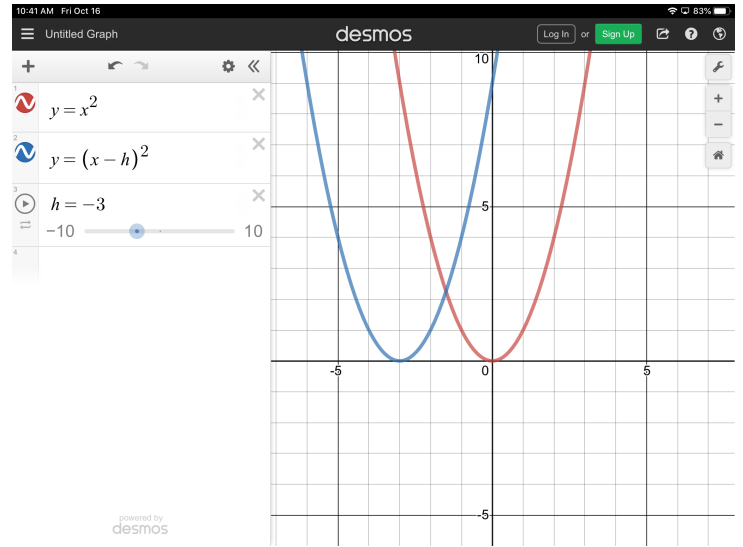 10:41 AM Fri Oct 16 83%
Untitled Graph desmos Log In or Sign Up
1
y = x²
2
y = (x − h)²
3
h = −3
−10 10
4
powered by
desmos
10
5
-5 0 5
-5